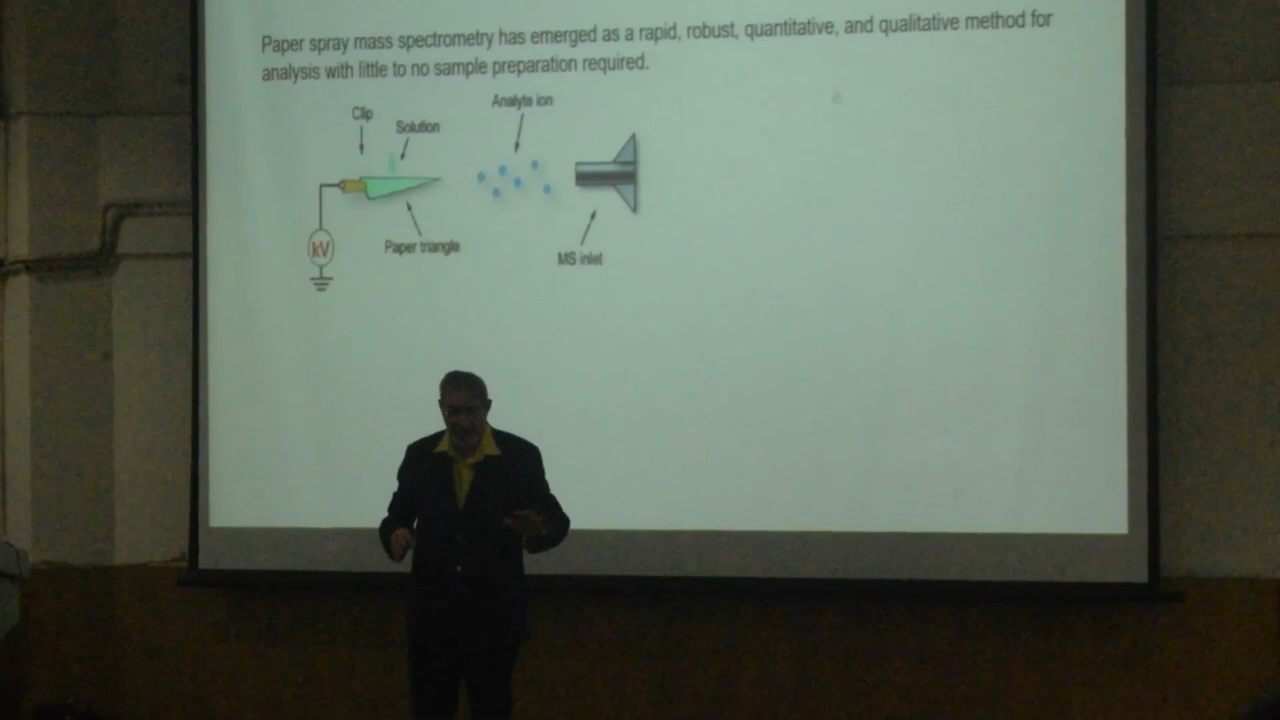 Paper spray mass spectrometry has emerged as a rapid, robust, quantitative, and qualitative method for
analysis with little to no sample preparation required.
Analyte ion
Clip
Solution
kV
Paper triangle
MS inlet